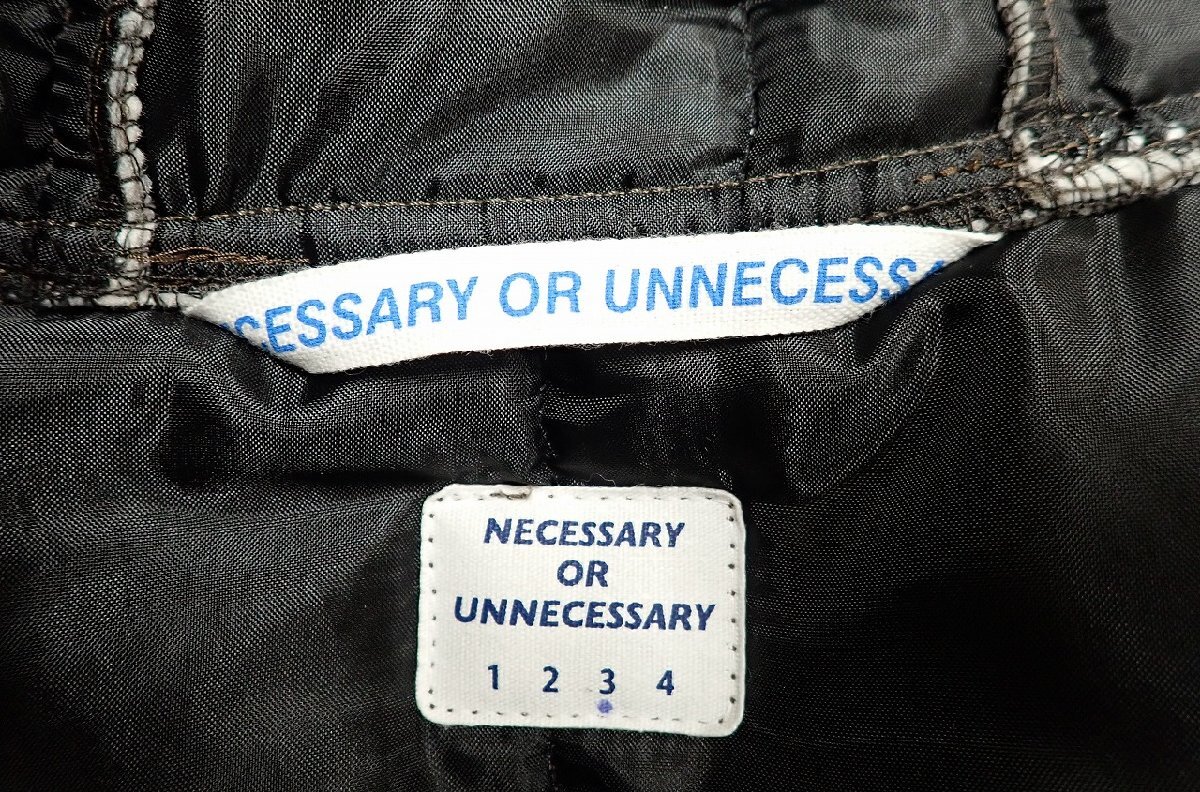 CESSARY OR UNNECESS
NECESSARY
OR
UNNECESSARY
1 2 3 4